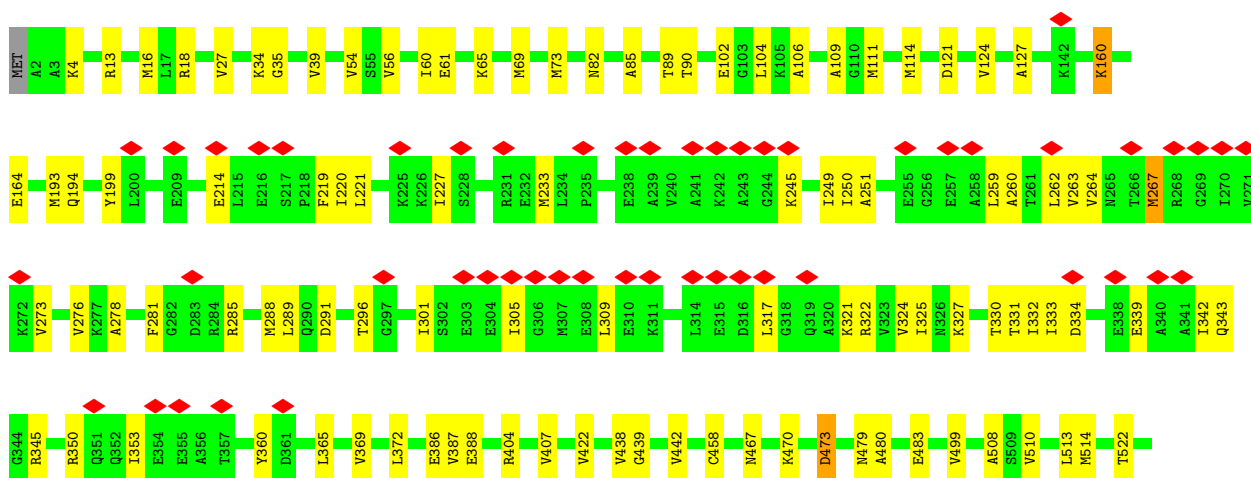 MET A2 A3 K4 R13 M16 L17 R18 V27 K34 G35 V39 V54 S55 V56 I60 E61 K65 M69 M73 N82 A85 T89 T90 E102 G103 L104 K105 A106 A109 G110 M111 M114 D121 V124 A127 K142 K160
E164 M193 Q194 Y199 L200 E209 E214 L215 E216 S217 P218 F219 I220 L221 K225 K226 I227 S228 R231 E232 M233 L234 P235 E238 A239 V240 A241 K242 A243 G244 K245 I249 I250 A251 E255 G256 E257 A258 L259 A260 T261 L262 V263 V264 N265 T266 M267 R268 G269 I270 V271
K272 V273 V276 K277 A278 F281 G282 D283 R284 R285 M288 L289 Q290 D291 T296 G297 I301 S302 E303 E304 I305 G306 M307 E308 L309 E310 K311 L314 E315 D316 L317 G318 Q319 A320 K321 R322 V323 V324 I325 N326 K327 T330 T331 I332 I333 D334 E338 E339 A340 A341 I342 Q343
G344 R345 R350 Q351 Q352 I353 E354 E355 A356 T357 Y360 D361 L365 V369 L372 E386 V387 E388 R404 V407 V422 V438 G439 V442 C458 N467 K470 D473 N479 A480 E483 V499 A508 S509 V510 L513 M514 T522